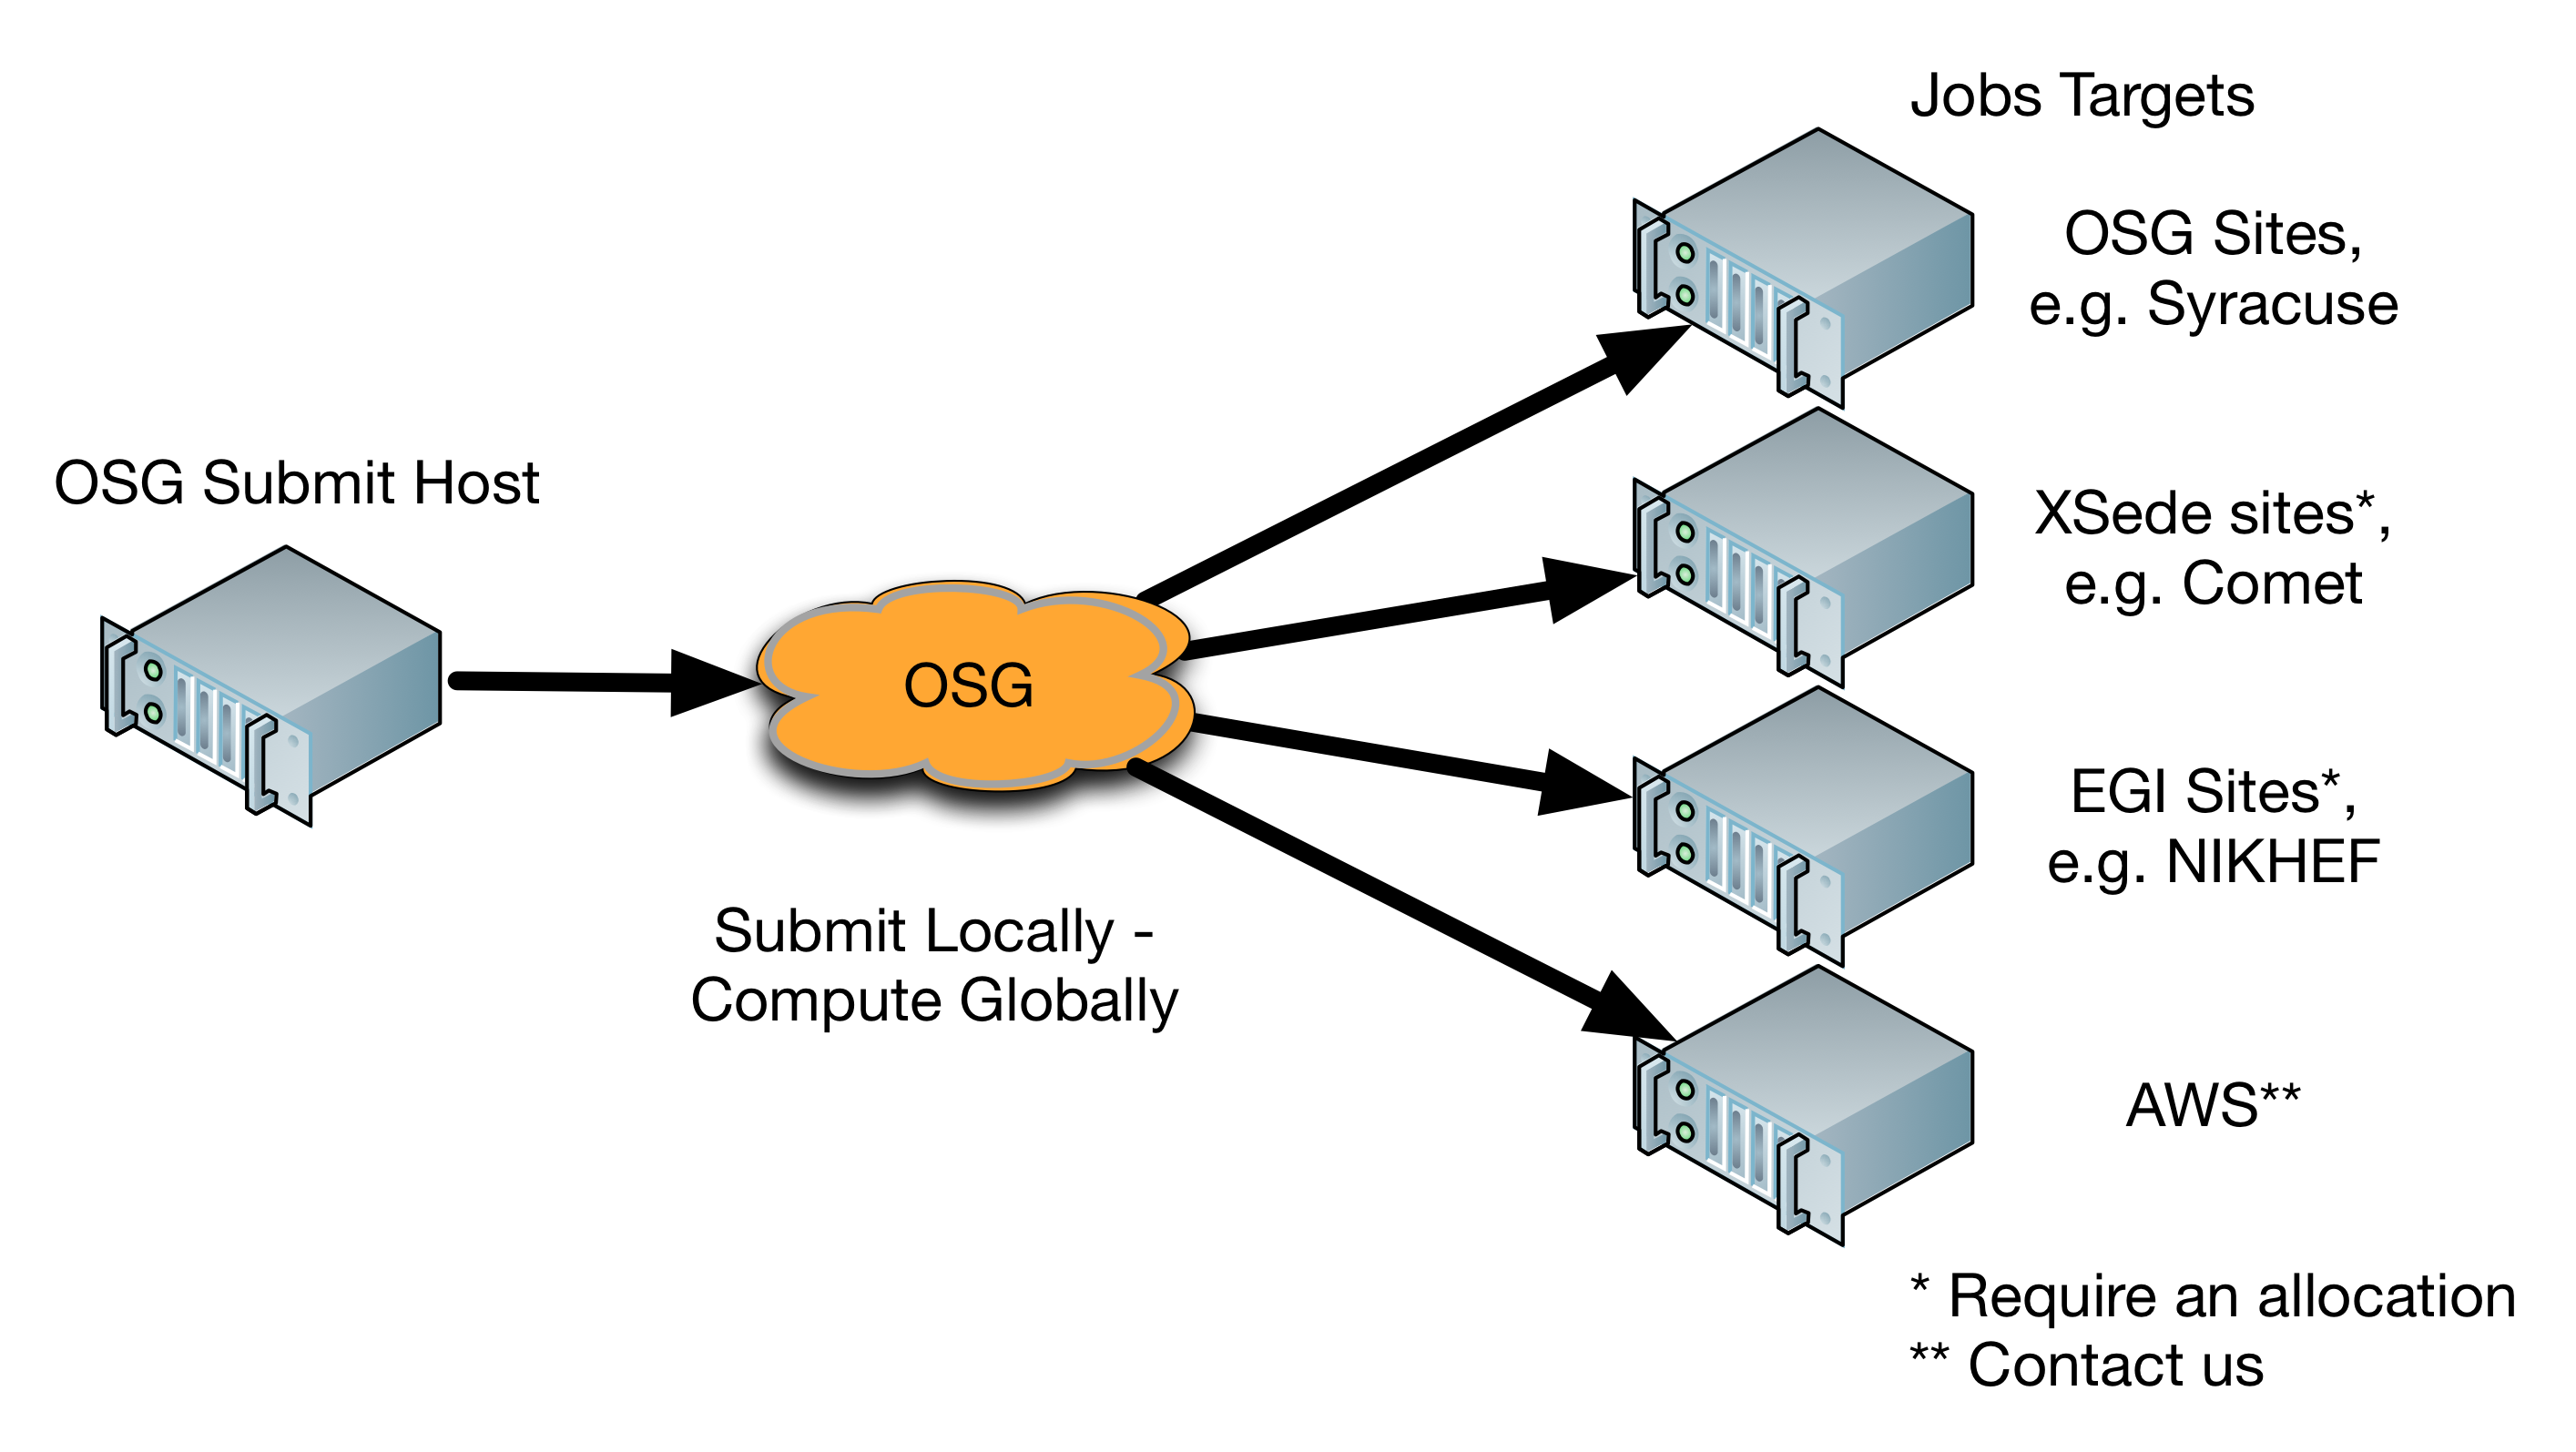 Jobs Targets
OSG Sites,
e.g. Syracuse
OSG Submit Host
XSede sites*,
e.g. Comet
OSG
EGI Sites*,
e.g. NIKHEF
Submit Locally -
Compute Globally
AWS**
* Require an allocation
** Contact us